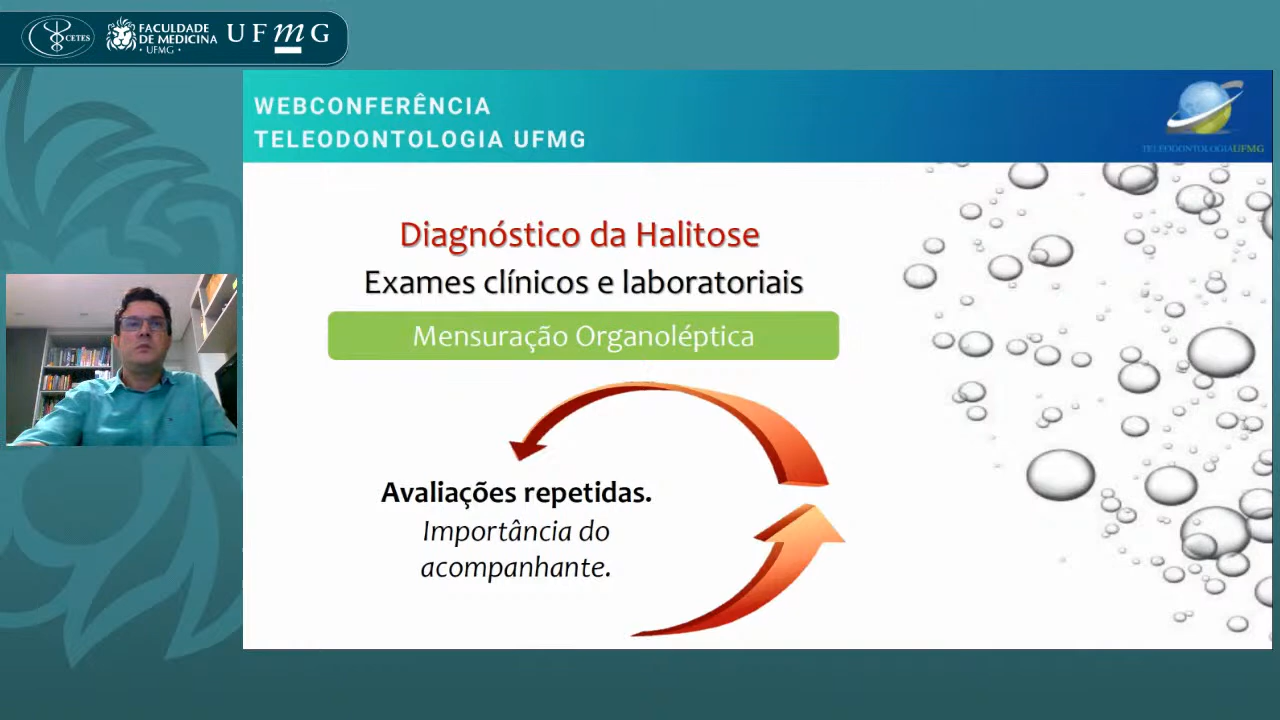 CETES
FACULDADE
DE MEDICINA
• UFMG •
UFmG
WEBCONFERÊNCIA
TELEODONTOLOGIA UFMG
TELEODONTOLOGIAUFMG
Diagnóstico da Halitose
Exames clínicos e laboratoriais
Mensuração Organoléptica
Avaliações repetidas.
Importância do
acompanhante.